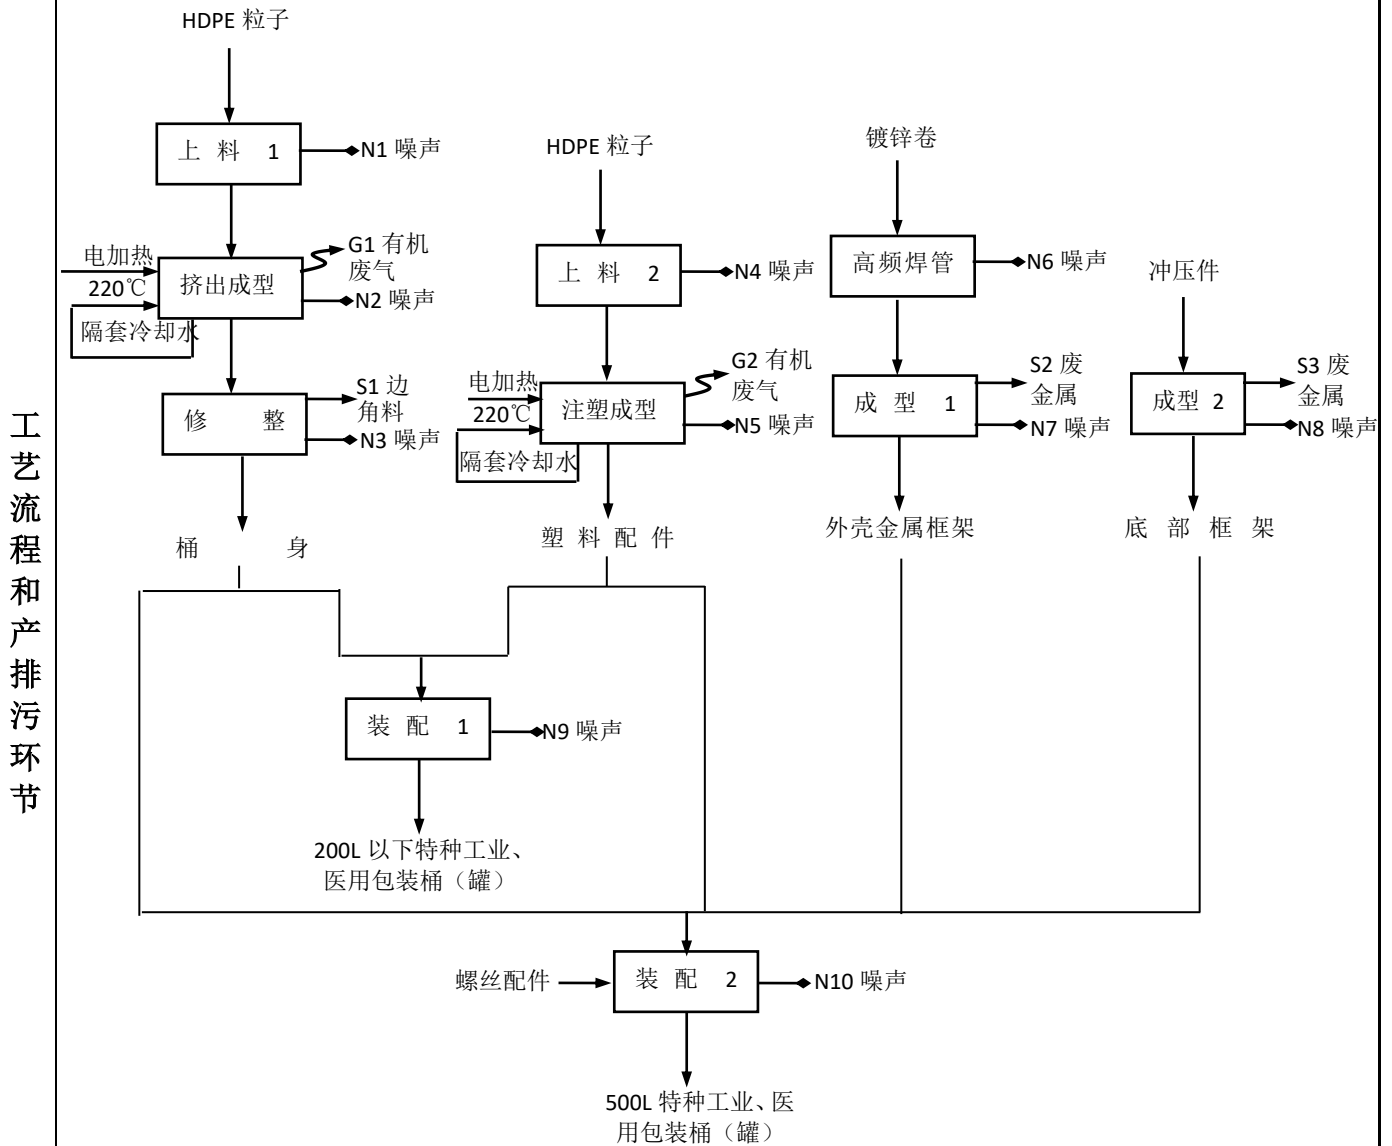 HDPE 粒子
上 料 1
N1 噪声
HDPE 粒子
镀锌卷
电加热
220℃
隔套冷却水
挤出成型
G1 有机
废气
N2 噪声
上 料 2
N4 噪声
高频焊管
N6 噪声
冲压件
修 整
S1 边
角料
N3 噪声
电加热
220℃
隔套冷却水
注塑成型
G2 有机
废气
N5 噪声
成 型 1
S2 废
金属
N7 噪声
成型 2
S3 废
金属
N8 噪声
工艺流程和产排污环节
桶 身
塑 料 配 件
外壳金属框架
底 部 框 架
装 配 1
N9 噪声
200L 以下特种工业、
医用包装桶（罐）
螺丝配件
装 配 2
N10 噪声
500L 特种工业、医
用包装桶（罐）